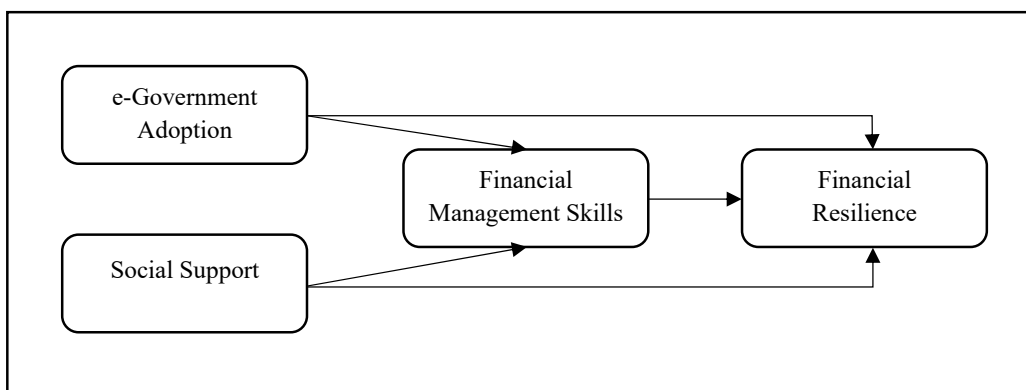 e-Government
Adoption
Financial
Management Skills
Financial
Resilience
Social Support